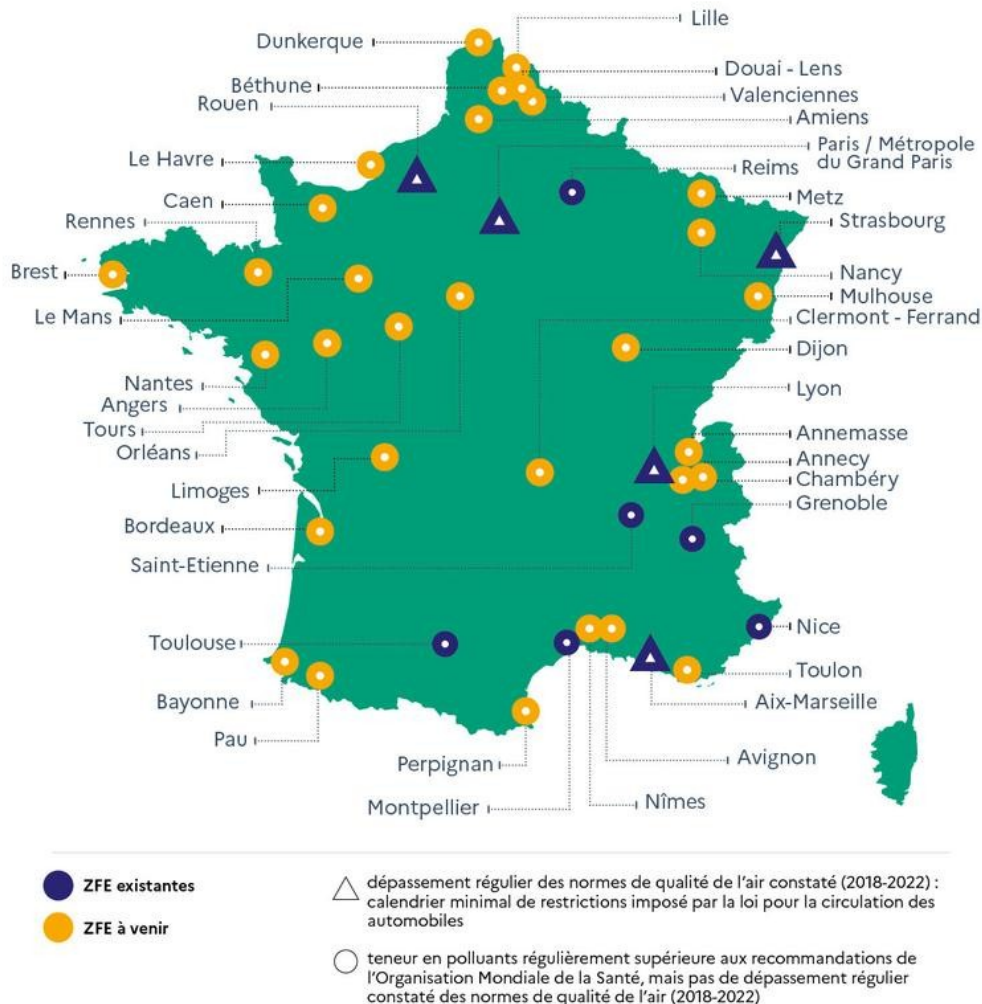 Lille
Dunkerque
Douai - Lens
Béthune
Valenciennes
Rouen
Amiens
Paris / Métropole
du Grand Paris
Le Havre
Reims
Metz
Caen
Strasbourg
Rennes
Brest
Nancy
Mulhouse
Le Mans
Clermont - Ferrand
Dijon
Nantes
Lyon
Angers
Tours
Annemasse
Orléans
Annecy
Chambéry
Limoges
Grenoble
Bordeaux
Saint-Etienne
Nice
Toulouse
Toulon
Bayonne
Aix-Marseille
Pau
Avignon
Perpignan
Nîmes
Montpellier
ZFE existantes
ZFE à venir
dépassement régulier des normes de qualité de l'air constaté (2018-2022) :
calendrier minimal de restrictions imposé par la loi pour la circulation des
automobiles
teneur en polluants régulièrement supérieure aux recommandations de
l'Organisation Mondiale de la Santé, mais pas de dépassement régulier
constaté des normes de qualité de l'air (2018-2022)